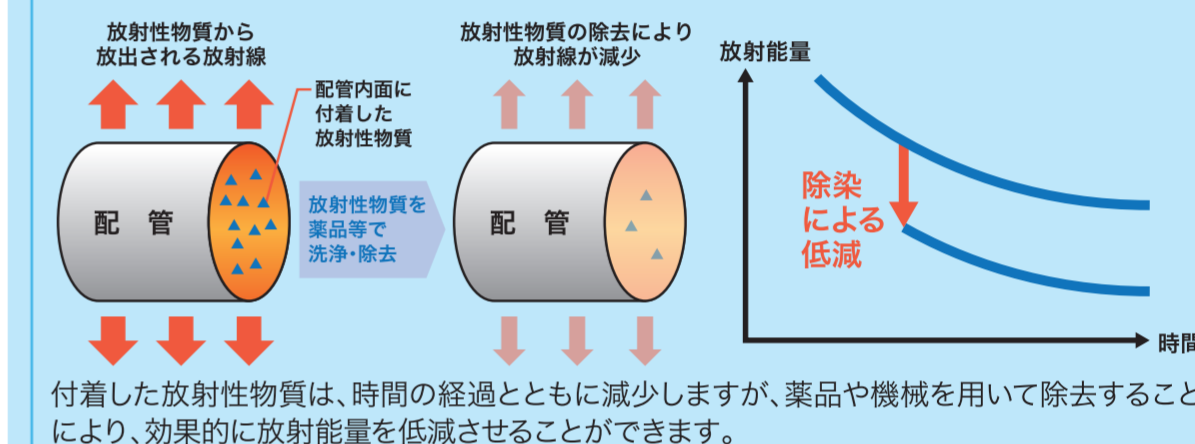 放射性物質から
放出される放射線
配管内面に
付着した
放射性物質
配 管
放射性物質を
薬品等で
洗浄・除去
放射性物質の除去により
放射線が減少
配 管
放射能量
除染
による
低減
時間
付着した放射性物質は、時間の経過とともに減少しますが、薬品や機械を用いて除去すること
により、効果的に放射能量を低減させることができます。